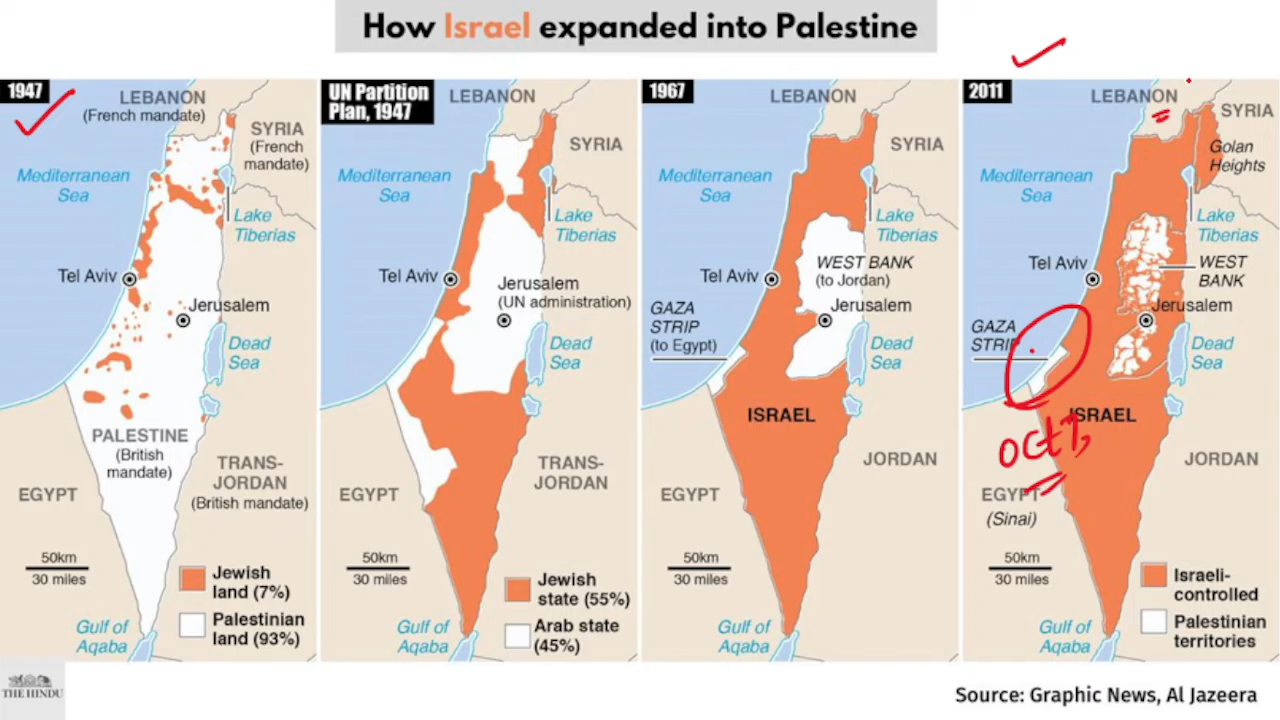 How Israel expanded into Palestine
1947
LEBANON
(French mandate)
SYRIA
(French
mandate)
Mediterranean
Sea
Lake
Tiberias
Tel Aviv
Jerusalem
Dead
Sea
PALESTINE
(British
mandate)
TRANS-
JORDAN
(British mandate)
EGYPT
50km
30 miles
Jewish
land (7%)
Palestinian
land (93%)
Gulf of
Aqaba
UN Partition
Plan, 1947
LEBANON
SYRIA
Mediterranean
Sea
Lake
Tiberias
Tel Aviv
Jerusalem
(UN administration)
Dead
Sea
TRANS-
JORDAN
EGYPT
50km
30 miles
Jewish
state (55%)
Arab state
(45%)
Gulf of
Aqaba
1967
LEBANON
SYRIA
Mediterranean
Sea
Lake
Tiberias
Tel Aviv
WEST BANK
(to Jordan)
Jerusalem
GAZA
STRIP
(to Egypt)
Dead
Sea
ISRAEL
JORDAN
EGYPT
50km
30 miles
Gulf of
Aqaba
2011
LEBANON
SYRIA
Golan
Heights
Mediterranean
Sea
Lake
Tiberias
Tel Aviv
WEST
BANK
Jerusalem
GAZA
STRIP
Dead
Sea
ISRAEL
oct 7,
JORDAN
EGYPT
(Sinai)
50km
30 miles
Israeli-
controlled
Palestinian
territories
Gulf of
Aqaba
THE HINDU
Source: Graphic News, Al Jazeera